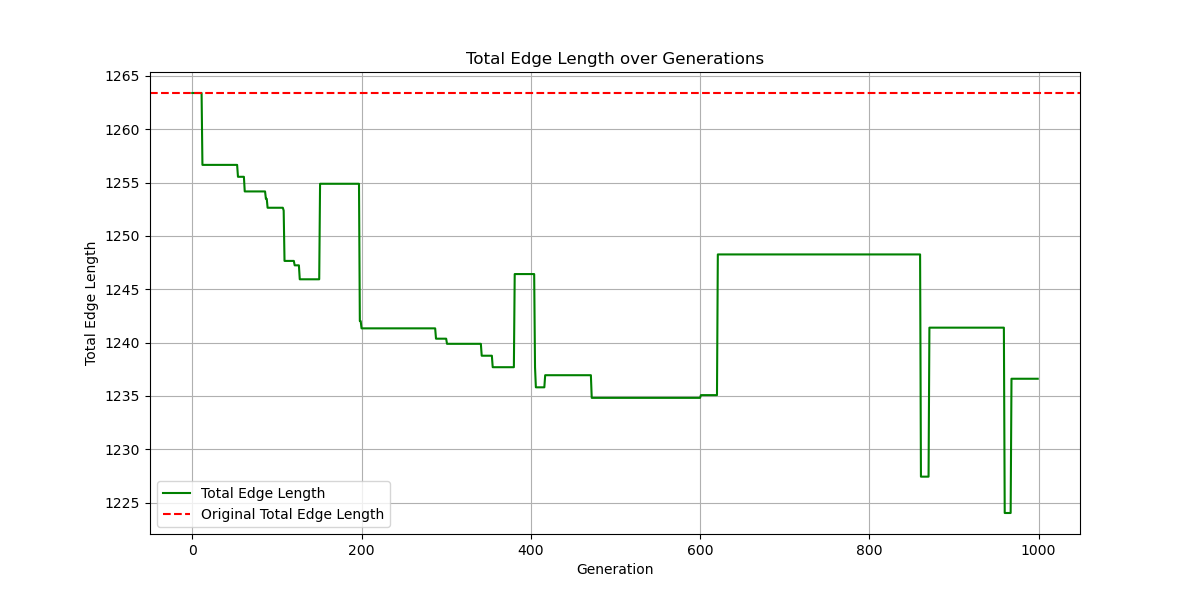 Total Edge Length over Generations
Total Edge Length
1265
1260
1255
1250
1245
1240
1235
1230
1225
Total Edge Length
Original Total Edge Length
0 200 400 600 800 1000
Generation